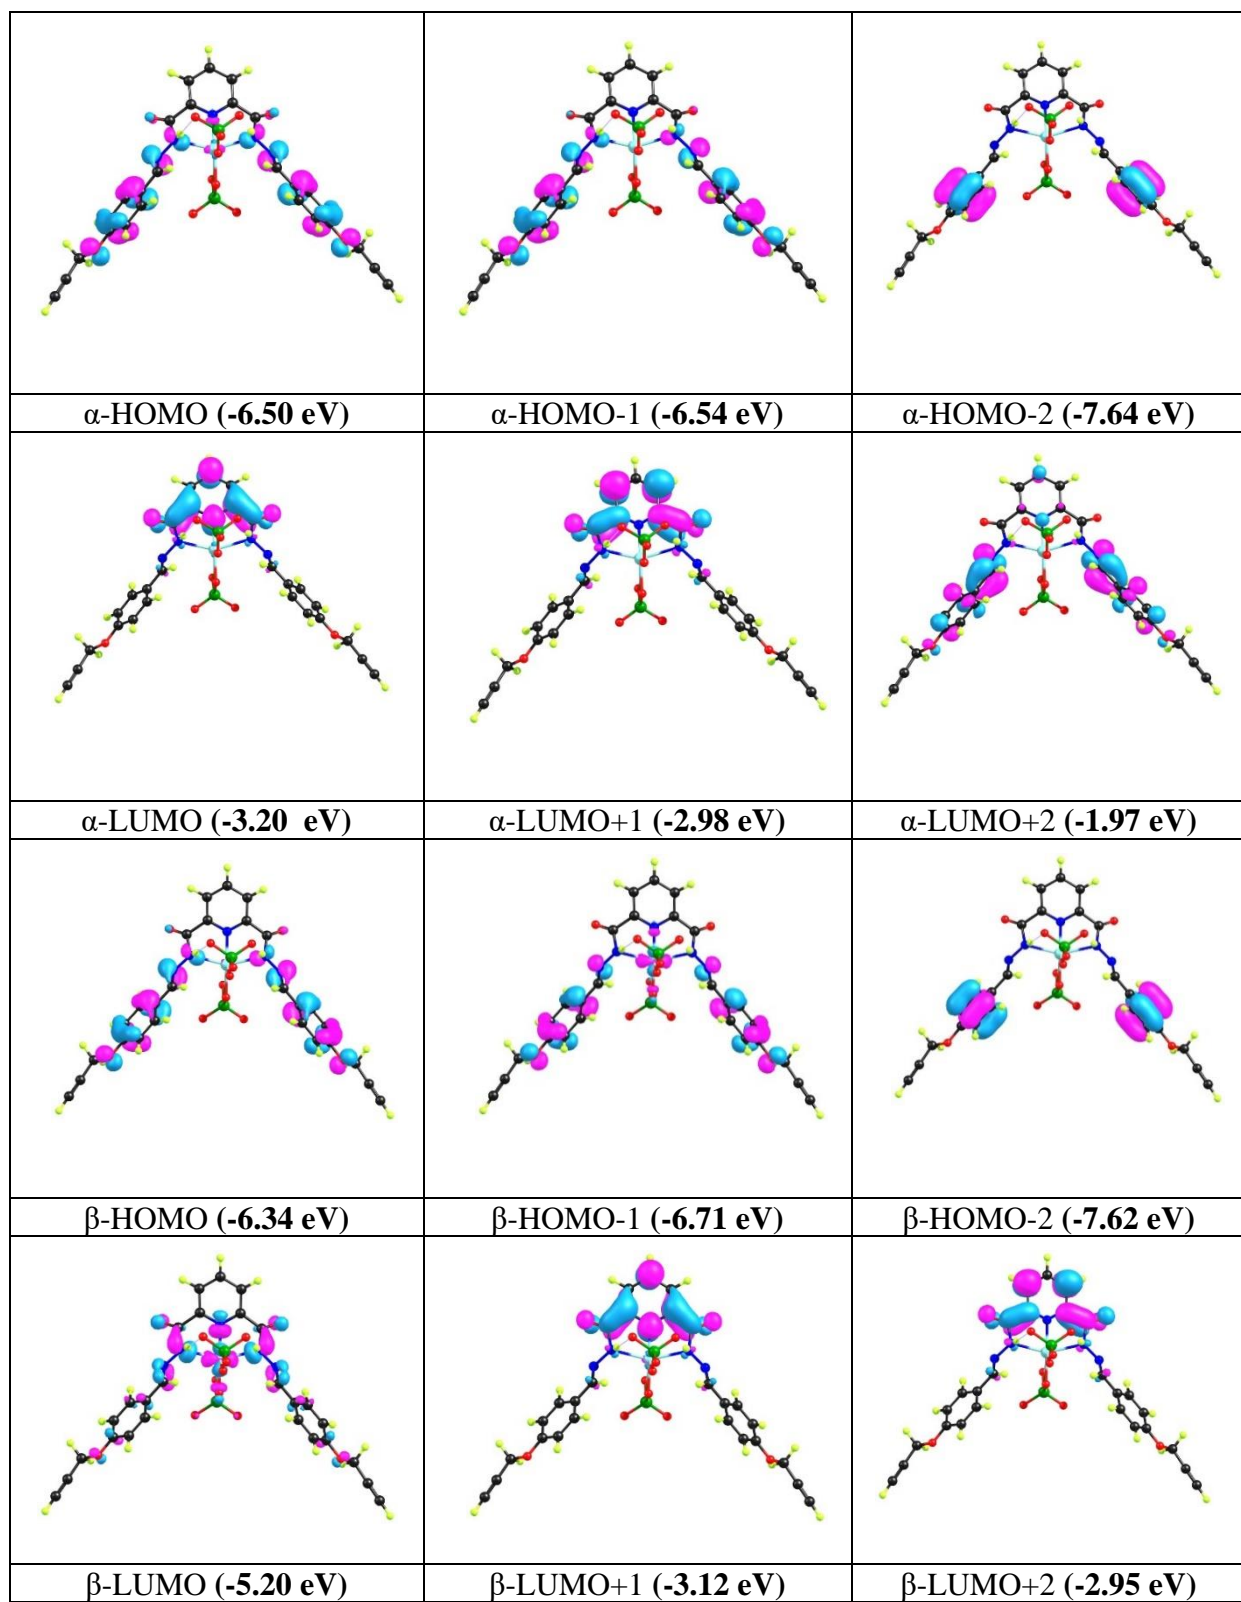 α-HOMO (-6.50 eV) α-HOMO-1 (-6.54 eV) α-HOMO-2 (-7.64 eV)
α-LUMO (-3.20 eV) α-LUMO+1 (-2.98 eV) α-LUMO+2 (-1.97 eV)
β-HOMO (-6.34 eV) β-HOMO-1 (-6.71 eV) β-HOMO-2 (-7.62 eV)
β-LUMO (-5.20 eV) β-LUMO+1 (-3.12 eV) β-LUMO+2 (-2.95 eV)